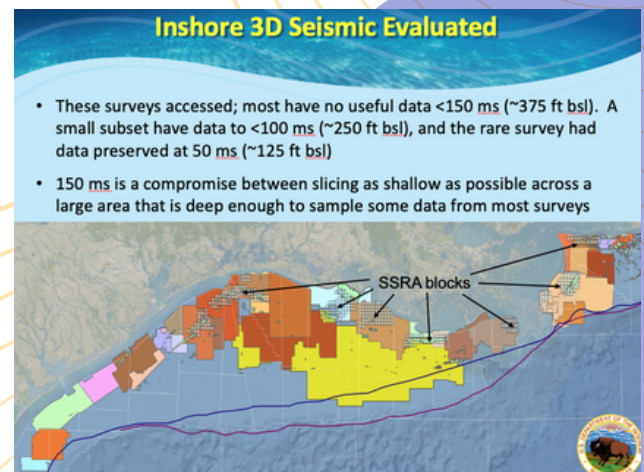 Inshore 3D Seismic Evaluated
• These surveys accessed; most have no useful data <150 ms (~375 ft bsl). A
small subset have data to <100 ms (~250 ft bsl), and the rare survey had
data preserved at 50 ms (~125 ft bsl)
• 150 ms is a compromise between slicing as shallow as possible across a
large area that is deep enough to sample some data from most surveys
SSRA blocks